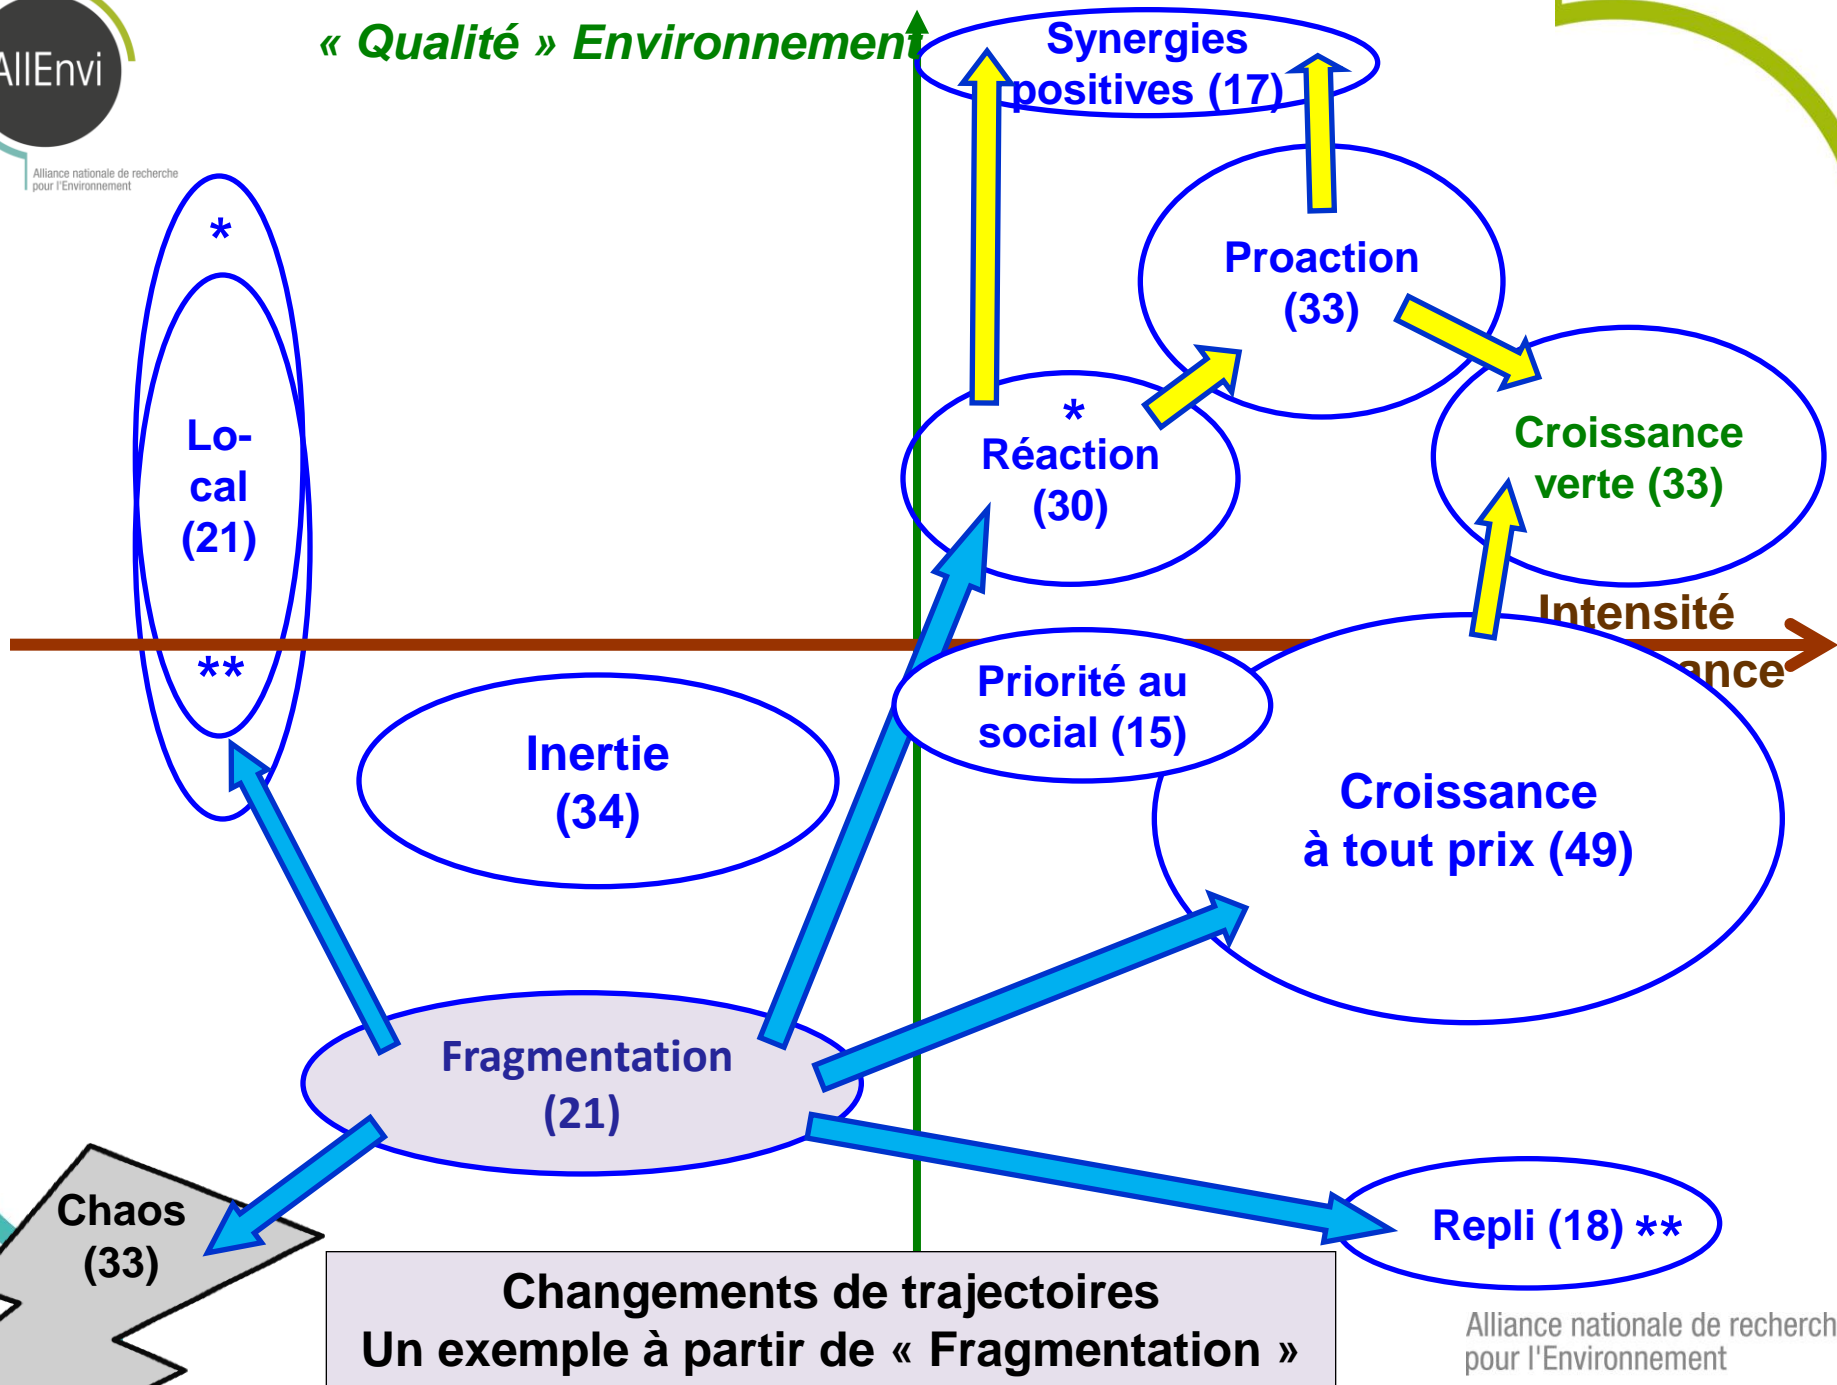 AllEnvi
Alliance nationale de recherche
pour l'Environnement
« Qualité » Environnement
Synergies
positives (17)
*
Proaction
(33)
Lo-
cal
(21)
**
*
Réaction
(30)
Croissance
verte (33)
Intensité
Priorité au
social (15)
Inertie
(34)
Croissance
à tout prix (49)
Fragmentation
(21)
Chaos
(33)
Repli (18) **
Changements de trajectoires
Un exemple à partir de « Fragmentation »
Alliance nationale de recherch
pour l'Environnement